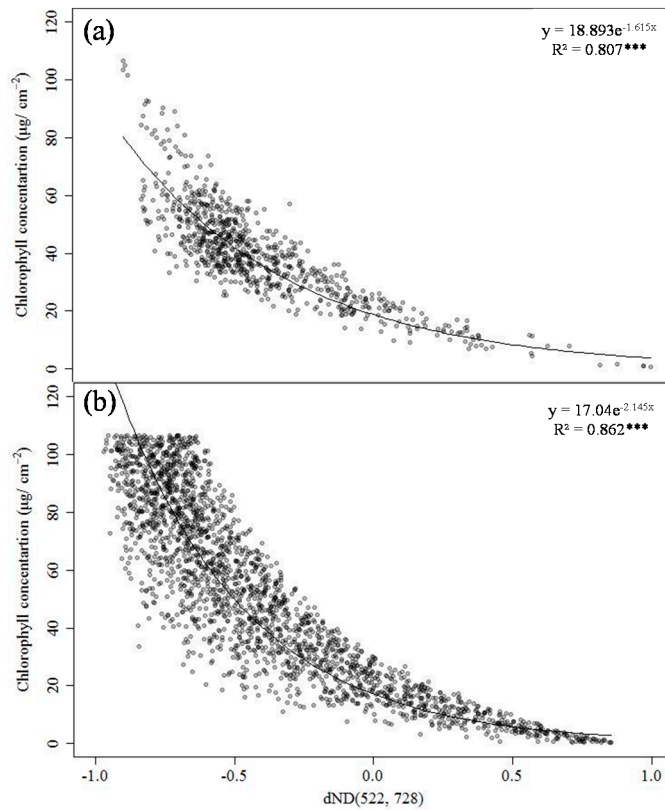 (a)
y = 18.893e-1.615x
R² = 0.807***
120
100
80
60
40
20
0
Chlorophyll concentartion (μg/ cm⁻²)
(b)
y = 17.04e-2.145x
R² = 0.862***
120
100
80
60
40
20
0
Chlorophyll concentartion (μg/ cm⁻²)
-1.0 -0.5 0.0 0.5 1.0
dND(522, 728)